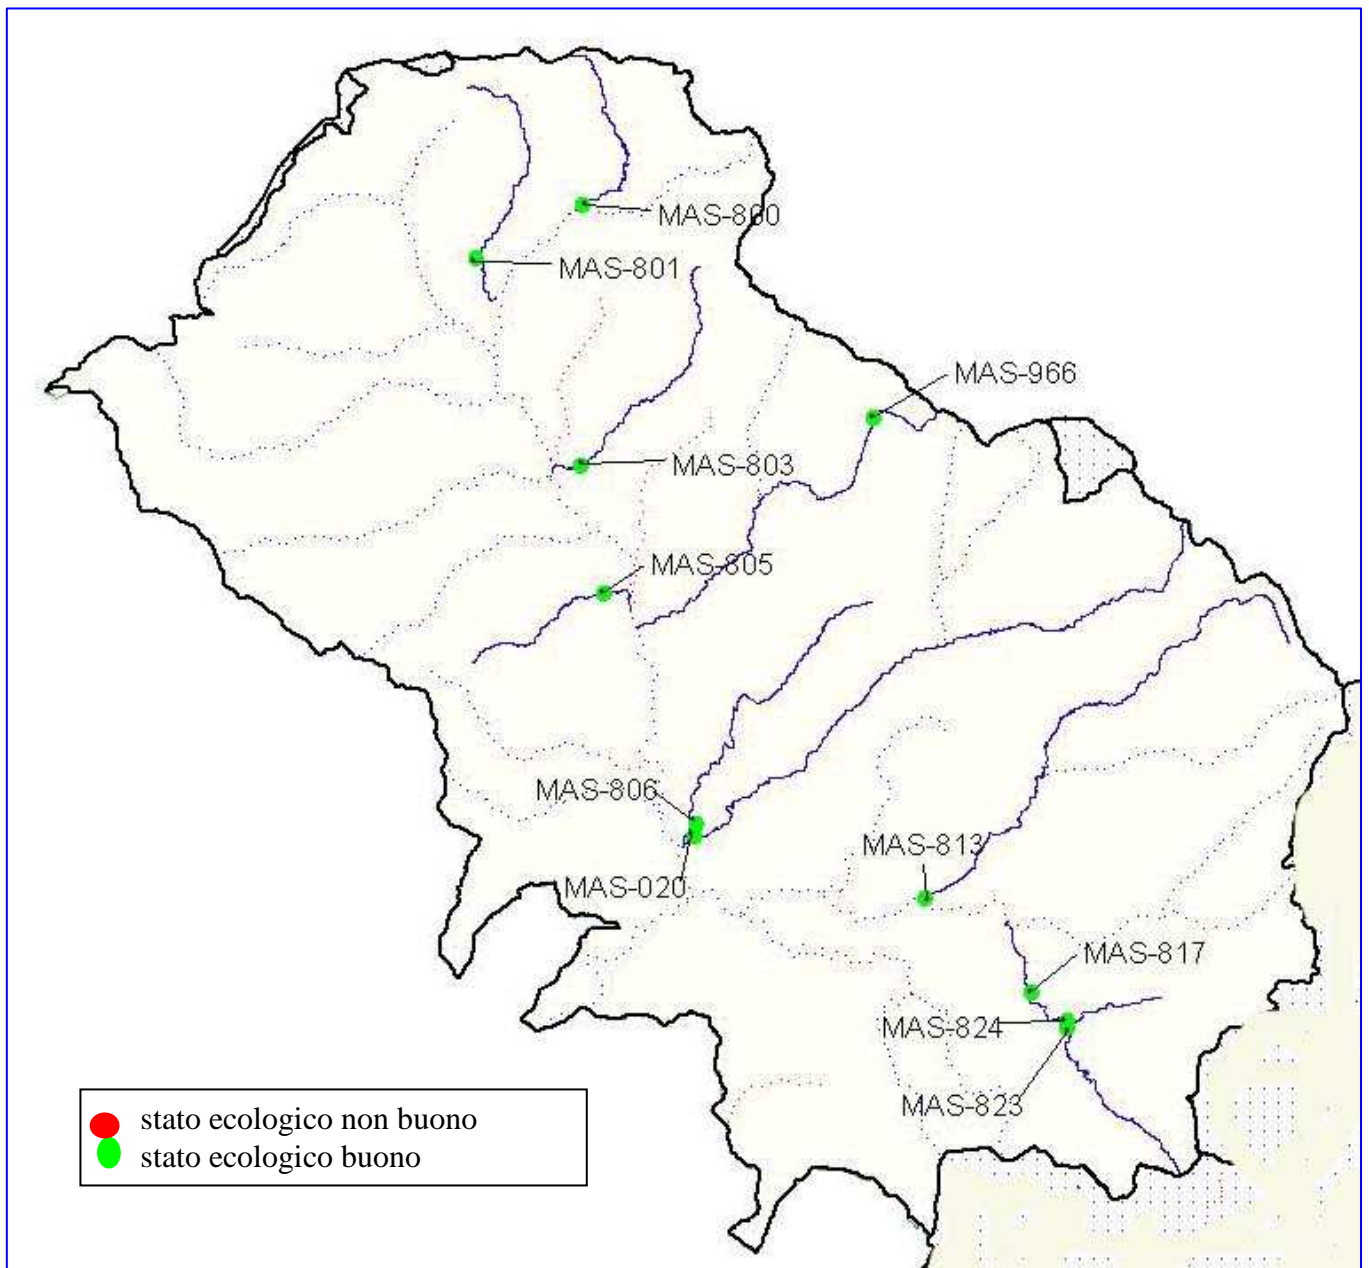 MAS-800
MAS-801
MAS-966
MAS-803
MAS-805
MAS-806
MAS-813
MAS-020
MAS-817
MAS-824
MAS-823
stato ecologico non buono
stato ecologico buono